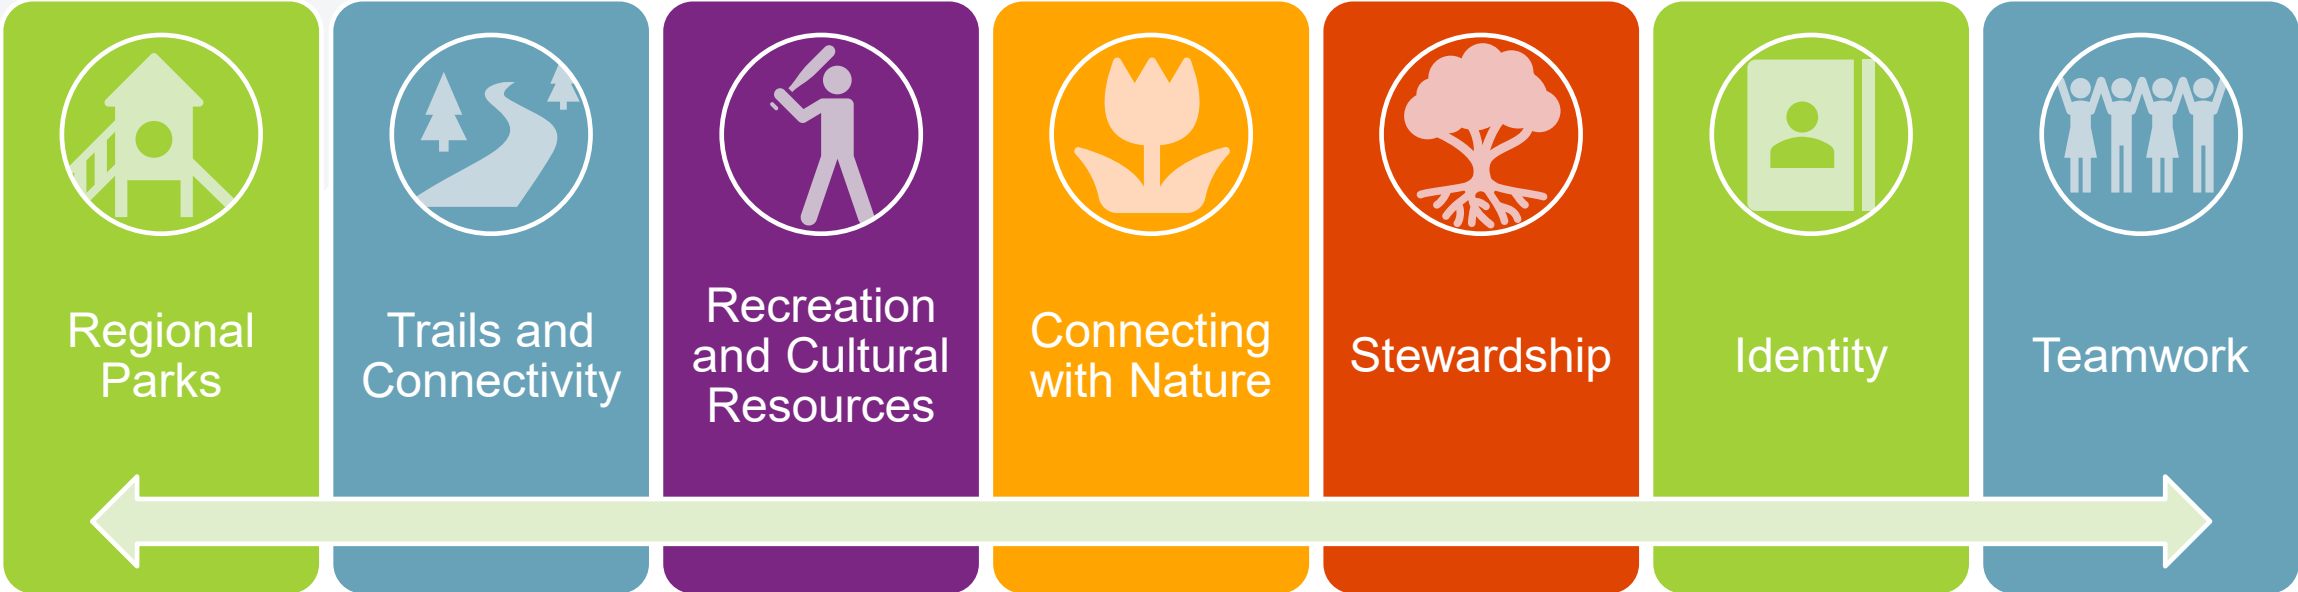 Regional
Parks
Trails and
Connectivity
Recreation
and Cultural
Resources
Connecting
with Nature
Stewardship
Identity
Teamwork